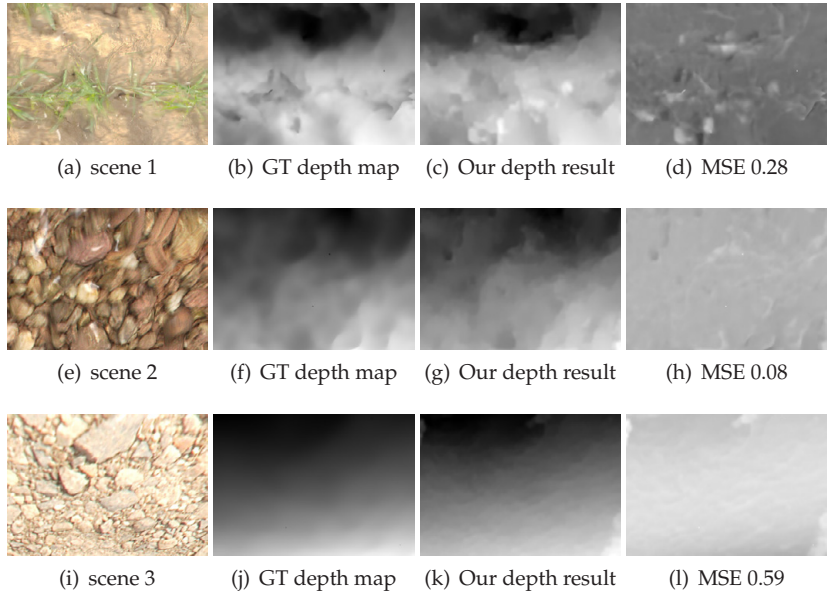 (a) scene 1
(b) GT depth map
(c) Our depth result
(d) MSE 0.28
(e) scene 2
(f) GT depth map
(g) Our depth result
(h) MSE 0.08
(i) scene 3
(j) GT depth map
(k) Our depth result
(l) MSE 0.59